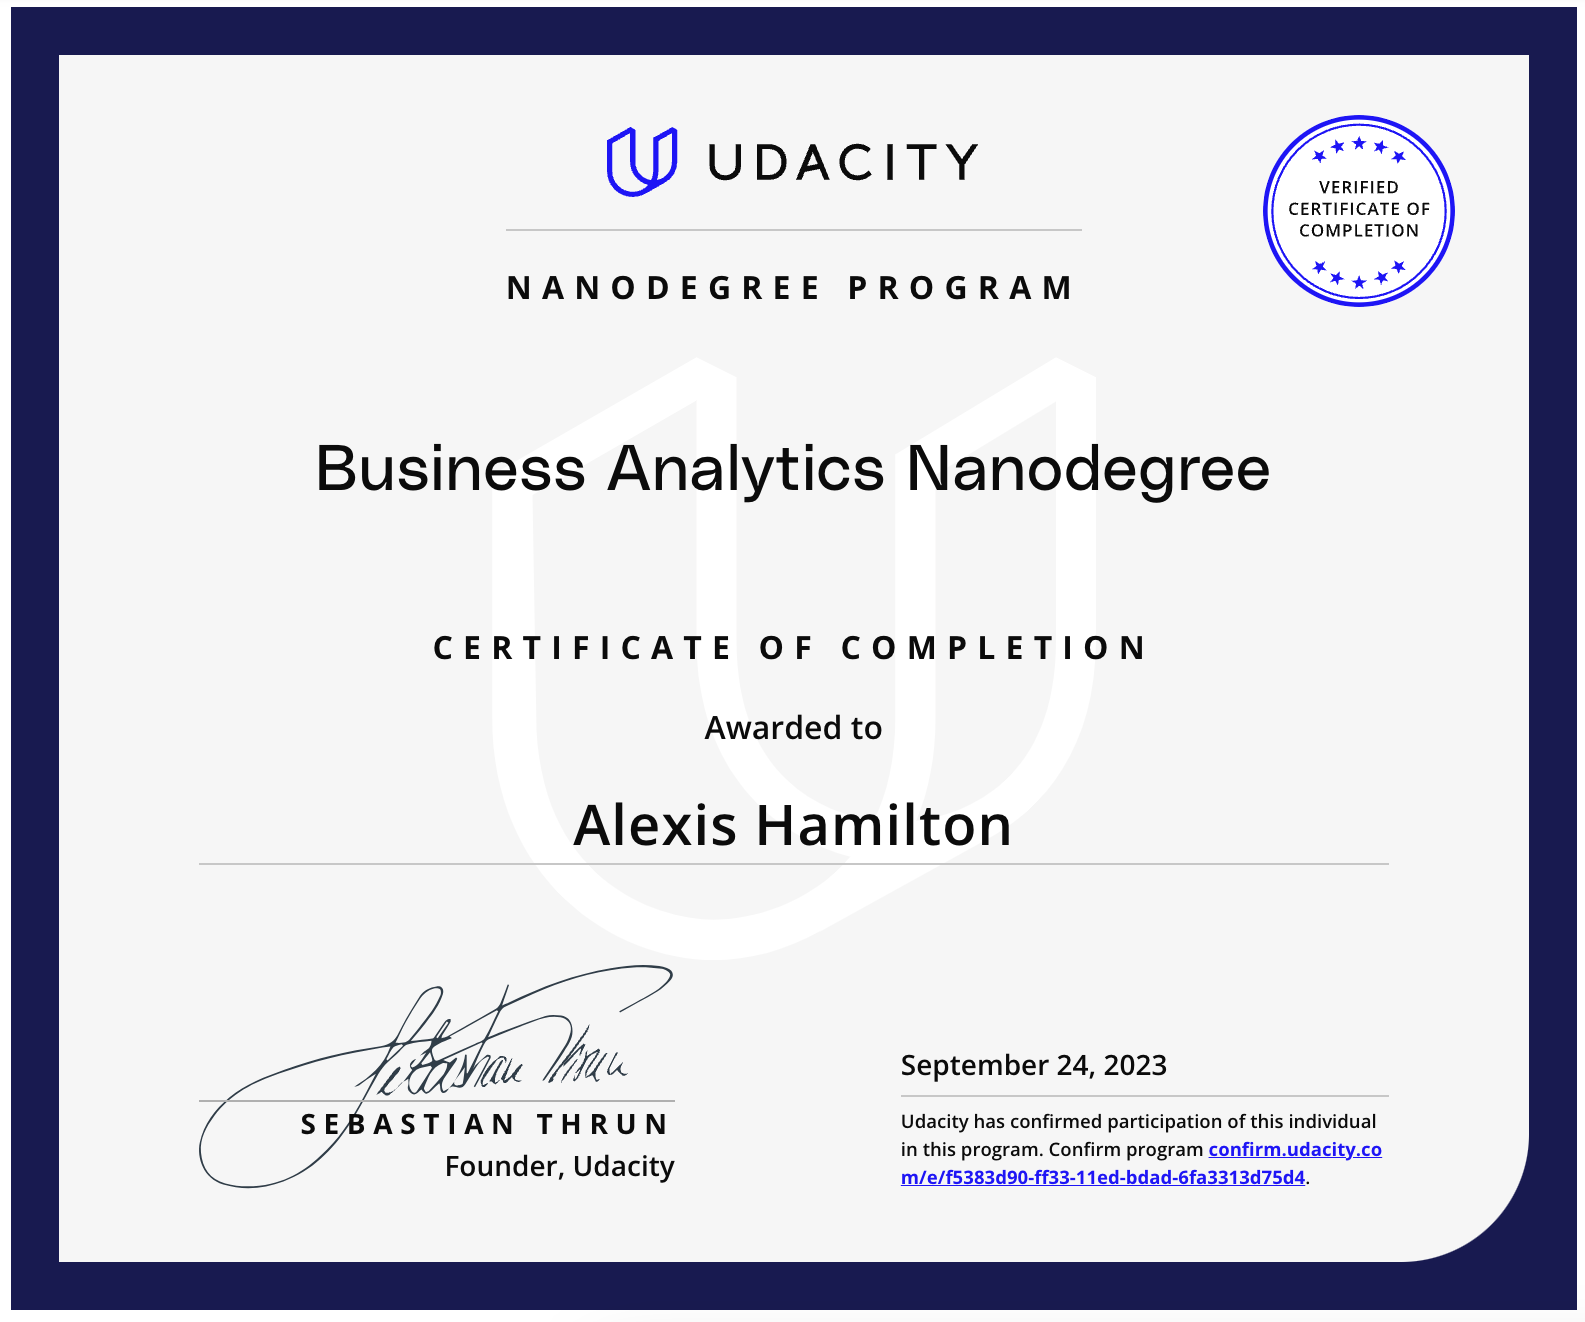 UDACITY
VERIFIED
CERTIFICATE OF
COMPLETION
NANODEGREE PROGRAM
Business Analytics Nanodegree
CERTIFICATE OF COMPLETION
Awarded to
Alexis Hamilton
Sebastian Thrun
SEBASTIAN THRUN
Founder, Udacity
September 24, 2023
Udacity has confirmed participation of this individual
in this program. Confirm program confirm.udacity.co
m/e/f5383d90-ff33-11ed-bdad-6fa3313d75d4.